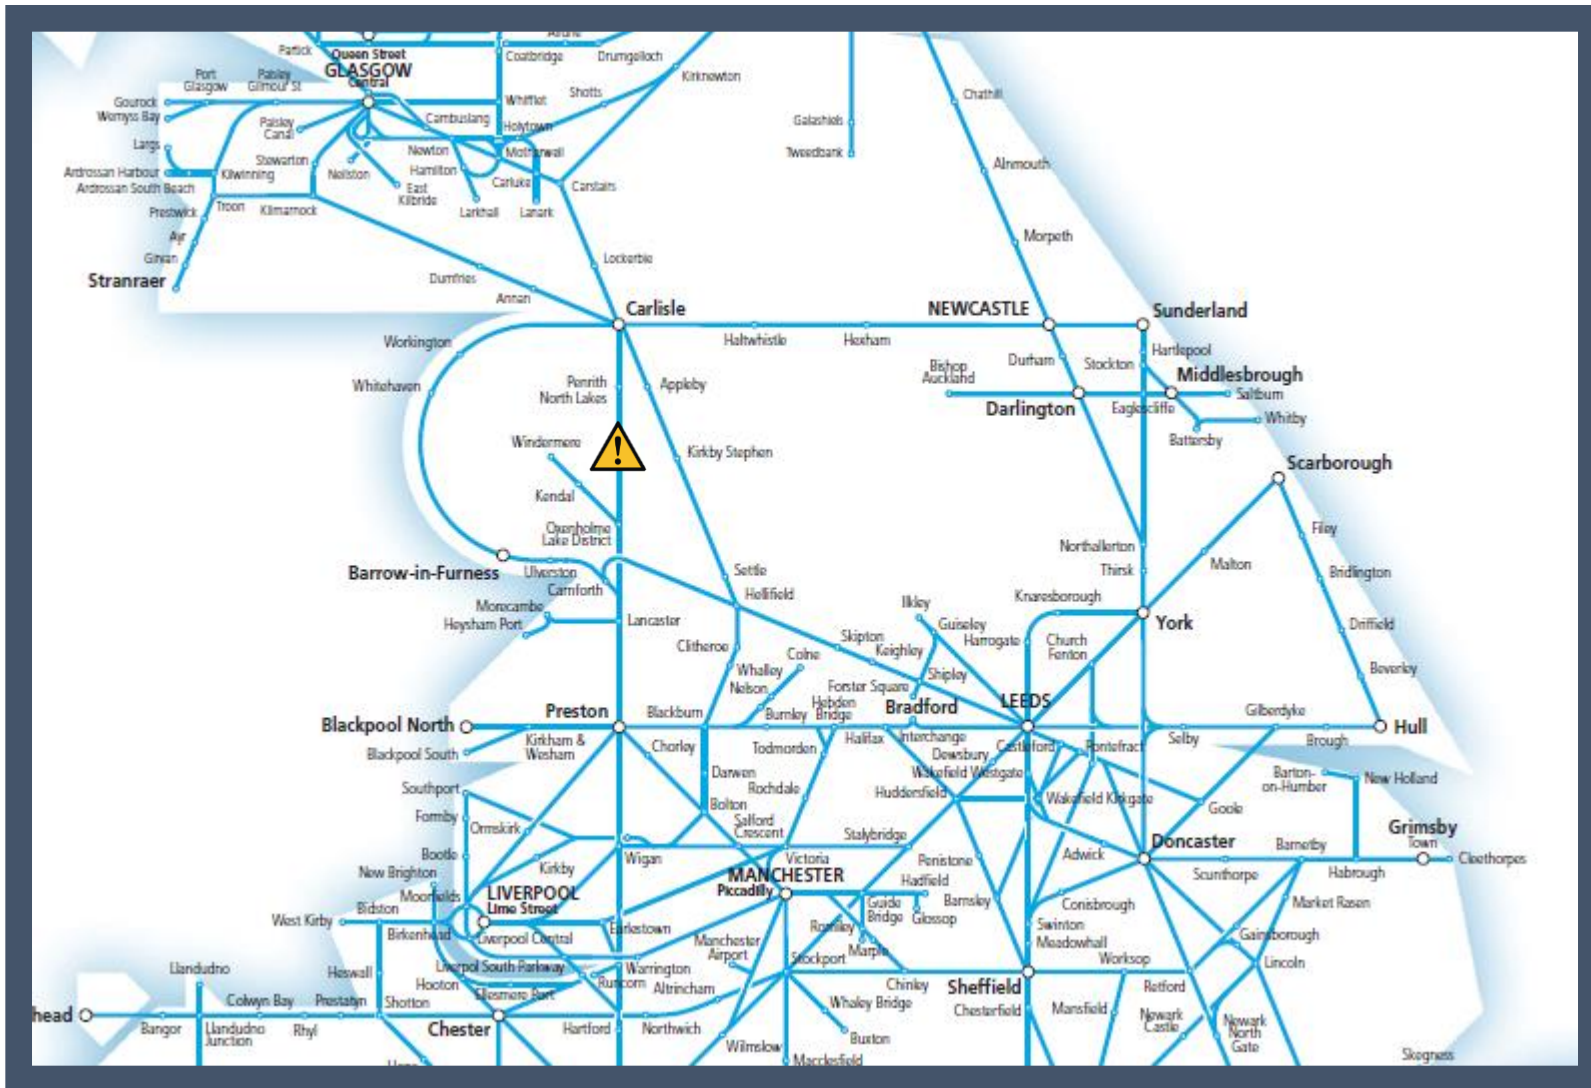 Airdrie
Partick
Queen Street
GLASGOW
Central
Coatbridge
Drumgelloch
Kirknewton
Port
Glasgow
Paisley
Gilmour St
Shotts
Chathill
Gourock
Wemyss Bay
Whifflet
Paisley
Canal
Cambuslang
Holytown
Galashiels
Largs
Newton
Motherwell
Tweedbank
Stewarton
Alnmouth
Ardrossan Harbour
Kilwinning
Neilston
Hamilton
Carluke
Carstairs
Ardrossan South Beach
East
Kilbride
Prestwick
Troon
Kilmarnock
Larkhall
Lanark
Ayr
Morpeth
Girvan
Lockerbie
Stranraer
Dumfries
Annan
Carlisle
NEWCASTLE
Sunderland
Workington
Haltwhistle
Hexham
Durham
Hartlepool
Stockton
Bishop
Auckland
Middlesbrough
Whitehaven
Penrith
North Lakes
Appleby
Darlington
Eaglescliffe
Saltburn
Whitby
Battersby
Windermere
!
Kirkby Stephen
Scarborough
Kendal
Filey
Oxenholme
Lake District
Northallerton
Malton
Barrow-in-Furness
Ulverston
Carnforth
Settle
Thirsk
Bridlington
Hellifield
Knaresborough
Morecambe
Heysham Port
Lancaster
Ilkley
Guiseley
York
Driffield
Clitheroe
Skipton
Keighley
Harrogate
Church
Fenton
Colne
Whalley
Nelson
Shipley
Beverley
Forster Square
Bradford
LEEDS
Hebden
Bridge
Blackpool North
Preston
Blackburn
Burnley
Gilberdyke
Hull
Kirkham &
Wesham
Chorley
Todmorden
Halifax
Interchange
Dewsbury
Castleford
Pontefract
Selby
Brough
Blackpool South
Darwen
Wakefield Westgate
Barton-
on-Humber
New Holland
Southport
Rochdale
Huddersfield
Wakefield Kirkgate
Goole
Formby
Ormskirk
Bolton
Salford
Crescent
Stalybridge
Doncaster
Grimsby
Town
Bootle
Kirkby
Wigan
Victoria
Penistone
Adwick
Barnetby
Cleethorpes
New Brighton
MANCHESTER
Piccadilly
Hadfield
Scunthorpe
Habrough
Moorfields
LIVERPOOL
Lime Street
Guide
Bridge
Glossop
Barnsley
Conisbrough
Market Rasen
Bidston
West Kirby
Birkenhead
Liverpool Central
Earlestown
Romiley
Marple
Swinton
Gainsborough
Manchester
Airport
Meadowhall
Llandudno
Heswall
Liverpol South Parkway
Warrington
Stockport
Worksop
Lincoln
Hooton
Ellesmere Port
Runcorn
Altrincham
Chinley
Sheffield
Retford
head
Colwyn Bay
Prestatyn
Shotton
Whaley Bridge
Chesterfield
Mansfield
Newark
Castle
Newark
North
Gate
Bangor
Llandudno
Junction
Rhyl
Chester
Hartford
Northwich
Buxton
Wilmslow
Macclesfield
Skegness